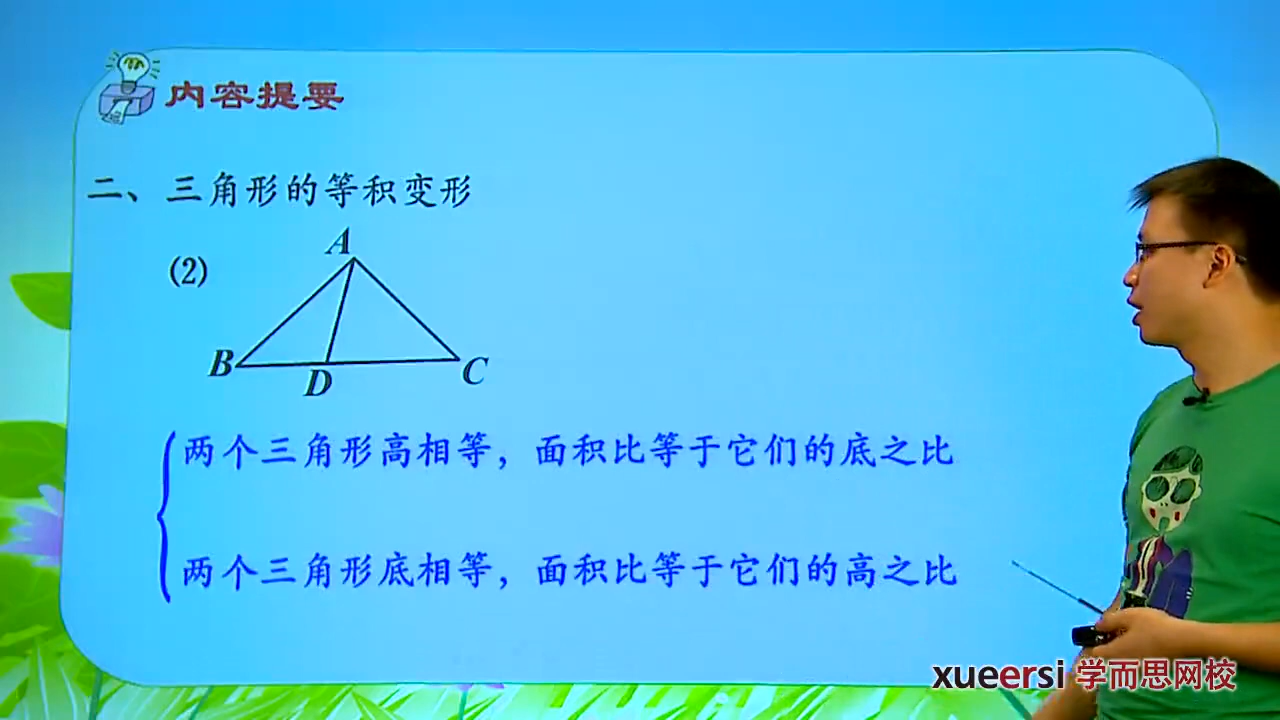 内容提要
二、三角形的等积变形
(2)
A
B
D
C
两个三角形高相等，面积比等于它们的底之比
两个三角形底相等，面积比等于它们的高之比
xueersi 学而思网校